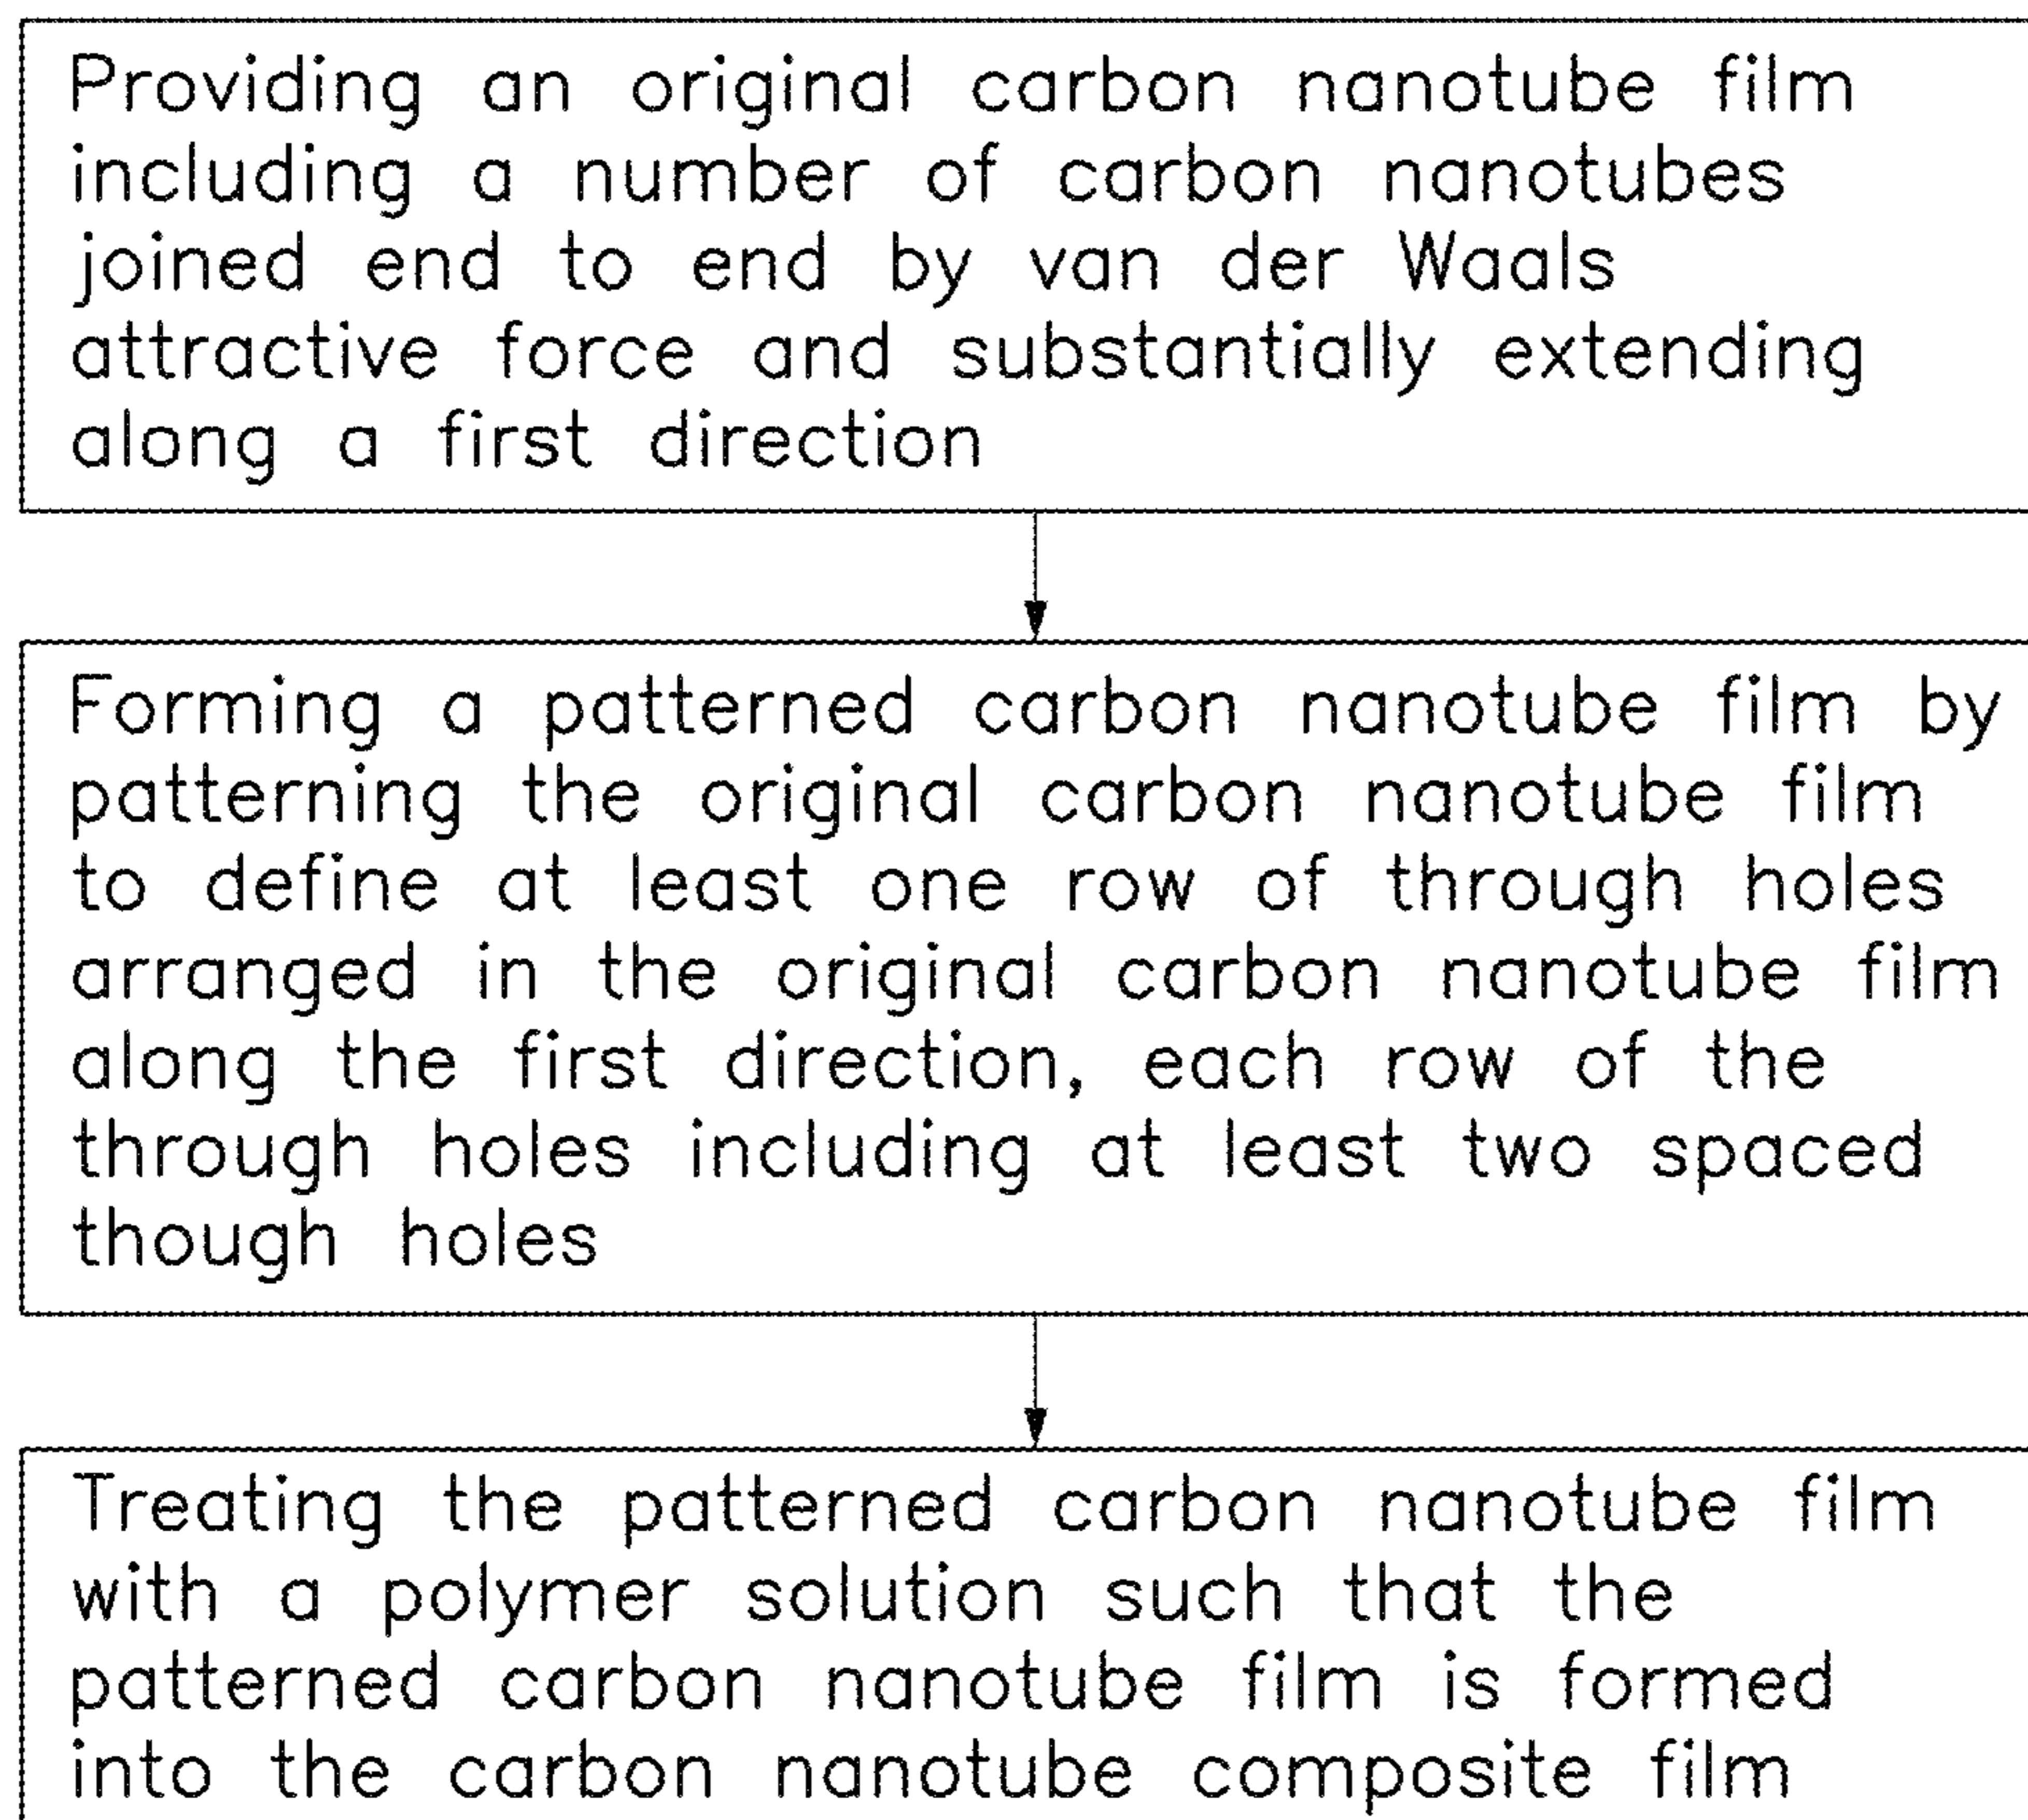 Providing an original carbon nanotube film
including a number of carbon nanotubes
joined end to end by van der Waals
attractive force and substantially extending
along a first direction
Forming a patterned carbon nanotube film by
patterning the original carbon nanotube film
to define at least one row of through holes
arranged in the original carbon nanotube film
along the first direction, each row of the
through holes including at least two spaced
though holes
Treating the patterned carbon nanotube film
with a polymer solution such that the
patterned carbon nanotube film is formed
into the carbon nanotube composite film